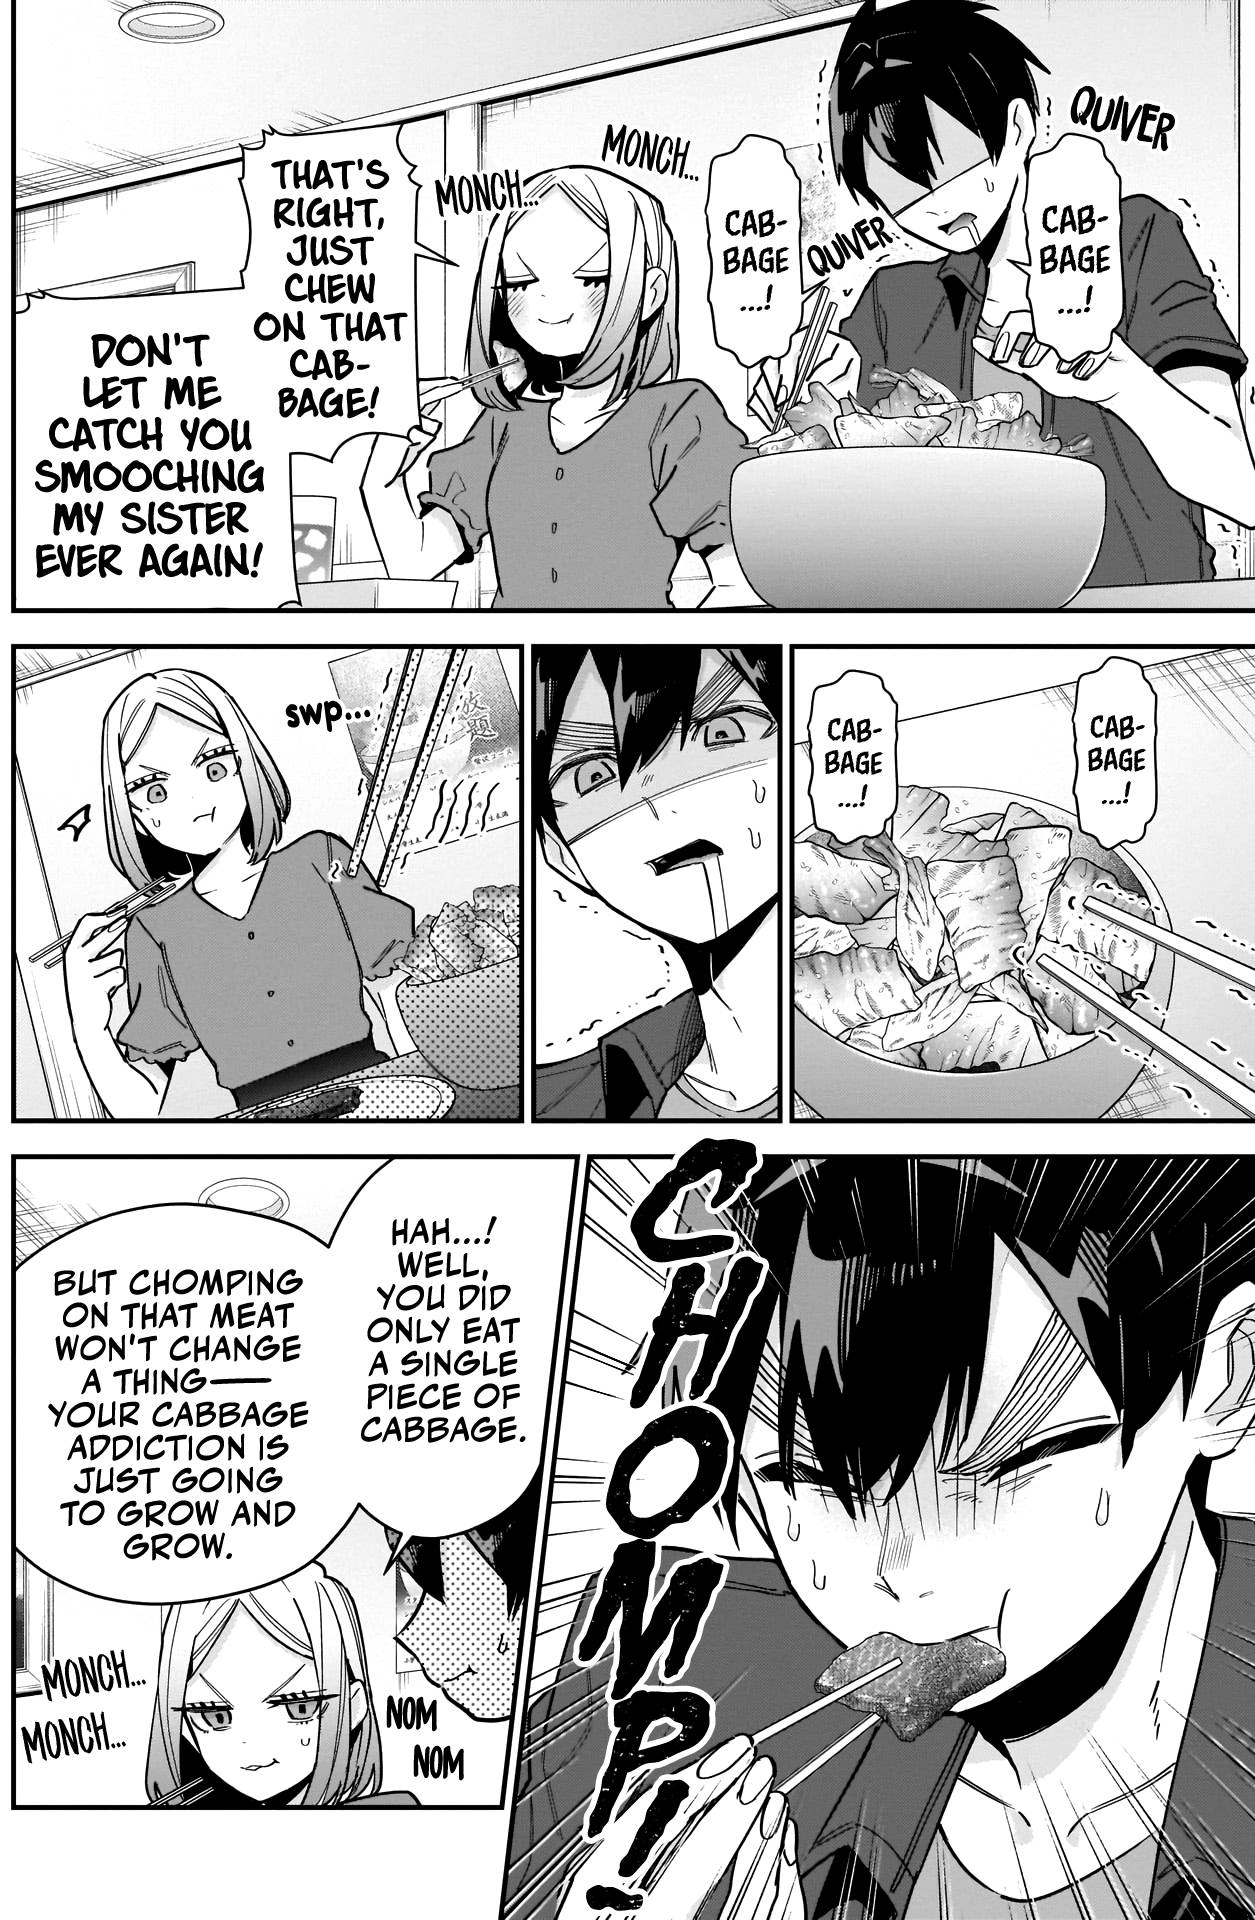 QUIVER
CAB-
BAGE
...!
QUIVER
CAB-
BAGE
...!
MONCH...
MONCH...
THAT'S
RIGHT,
JUST
CHEW
ON THAT
CAB-
BAGE!
DON'T
LET ME
CATCH YOU
SMOOCHING
MY SISTER
EVER AGAIN!
CAB-
BAGE
...!
CAB-
BAGE
...!
SWP...
放題
CHOMP!
HAH...!
WELL,
YOU DID
ONLY EAT
A SINGLE
PIECE OF
CABBAGE.
BUT CHOMPING
ON THAT MEAT
WON'T CHANGE
A THING—
YOUR CABBAGE
ADDICTION IS
JUST GOING
TO GROW AND
GROW.
NOM
NOM
MONCH...
MONCH...